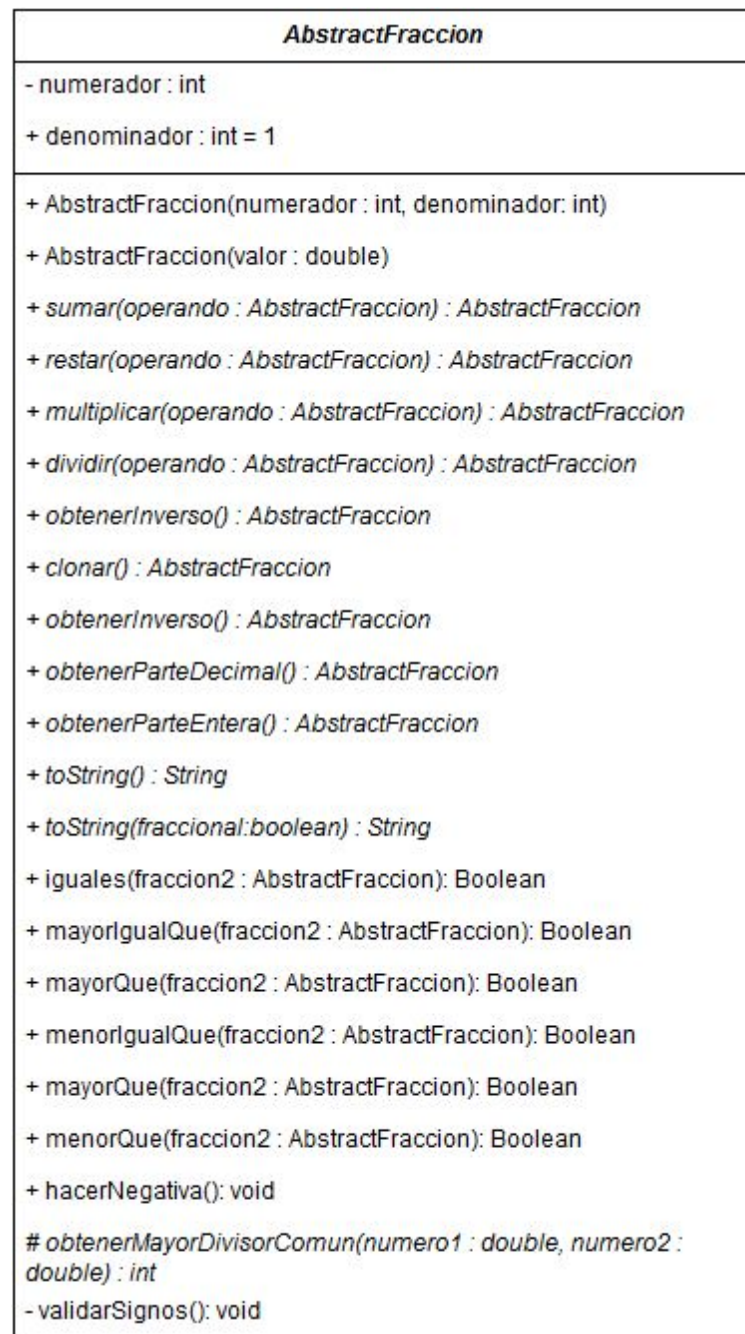 AbstractFraccion
- numerador : int
+ denominador : int = 1
+ AbstractFraccion(numerador : int, denominador: int)
+ AbstractFraccion(valor : double)
+ sumar(operando : AbstractFraccion) : AbstractFraccion
+ restar(operando : AbstractFraccion) : AbstractFraccion
+ multiplicar(operando : AbstractFraccion) : AbstractFraccion
+ dividir(operando : AbstractFraccion) : AbstractFraccion
+ obtenerInverso() : AbstractFraccion
+ clonar() : AbstractFraccion
+ obtenerInverso() : AbstractFraccion
+ obtenerParteDecimal() : AbstractFraccion
+ obtenerParteEntera() : AbstractFraccion
+ toString() : String
+ toString(fraccional:boolean) : String
+ iguales(fraccion2 : AbstractFraccion): Boolean
+ mayorIgualQue(fraccion2 : AbstractFraccion): Boolean
+ mayorQue(fraccion2 : AbstractFraccion): Boolean
+ menorIgualQue(fraccion2 : AbstractFraccion): Boolean
+ mayorQue(fraccion2 : AbstractFraccion): Boolean
+ menorQue(fraccion2 : AbstractFraccion): Boolean
+ hacerNegativa(): void
# obtenerMayorDivisorComun(numero1 : double, numero2 :
double) : int
- validarSignos(): void